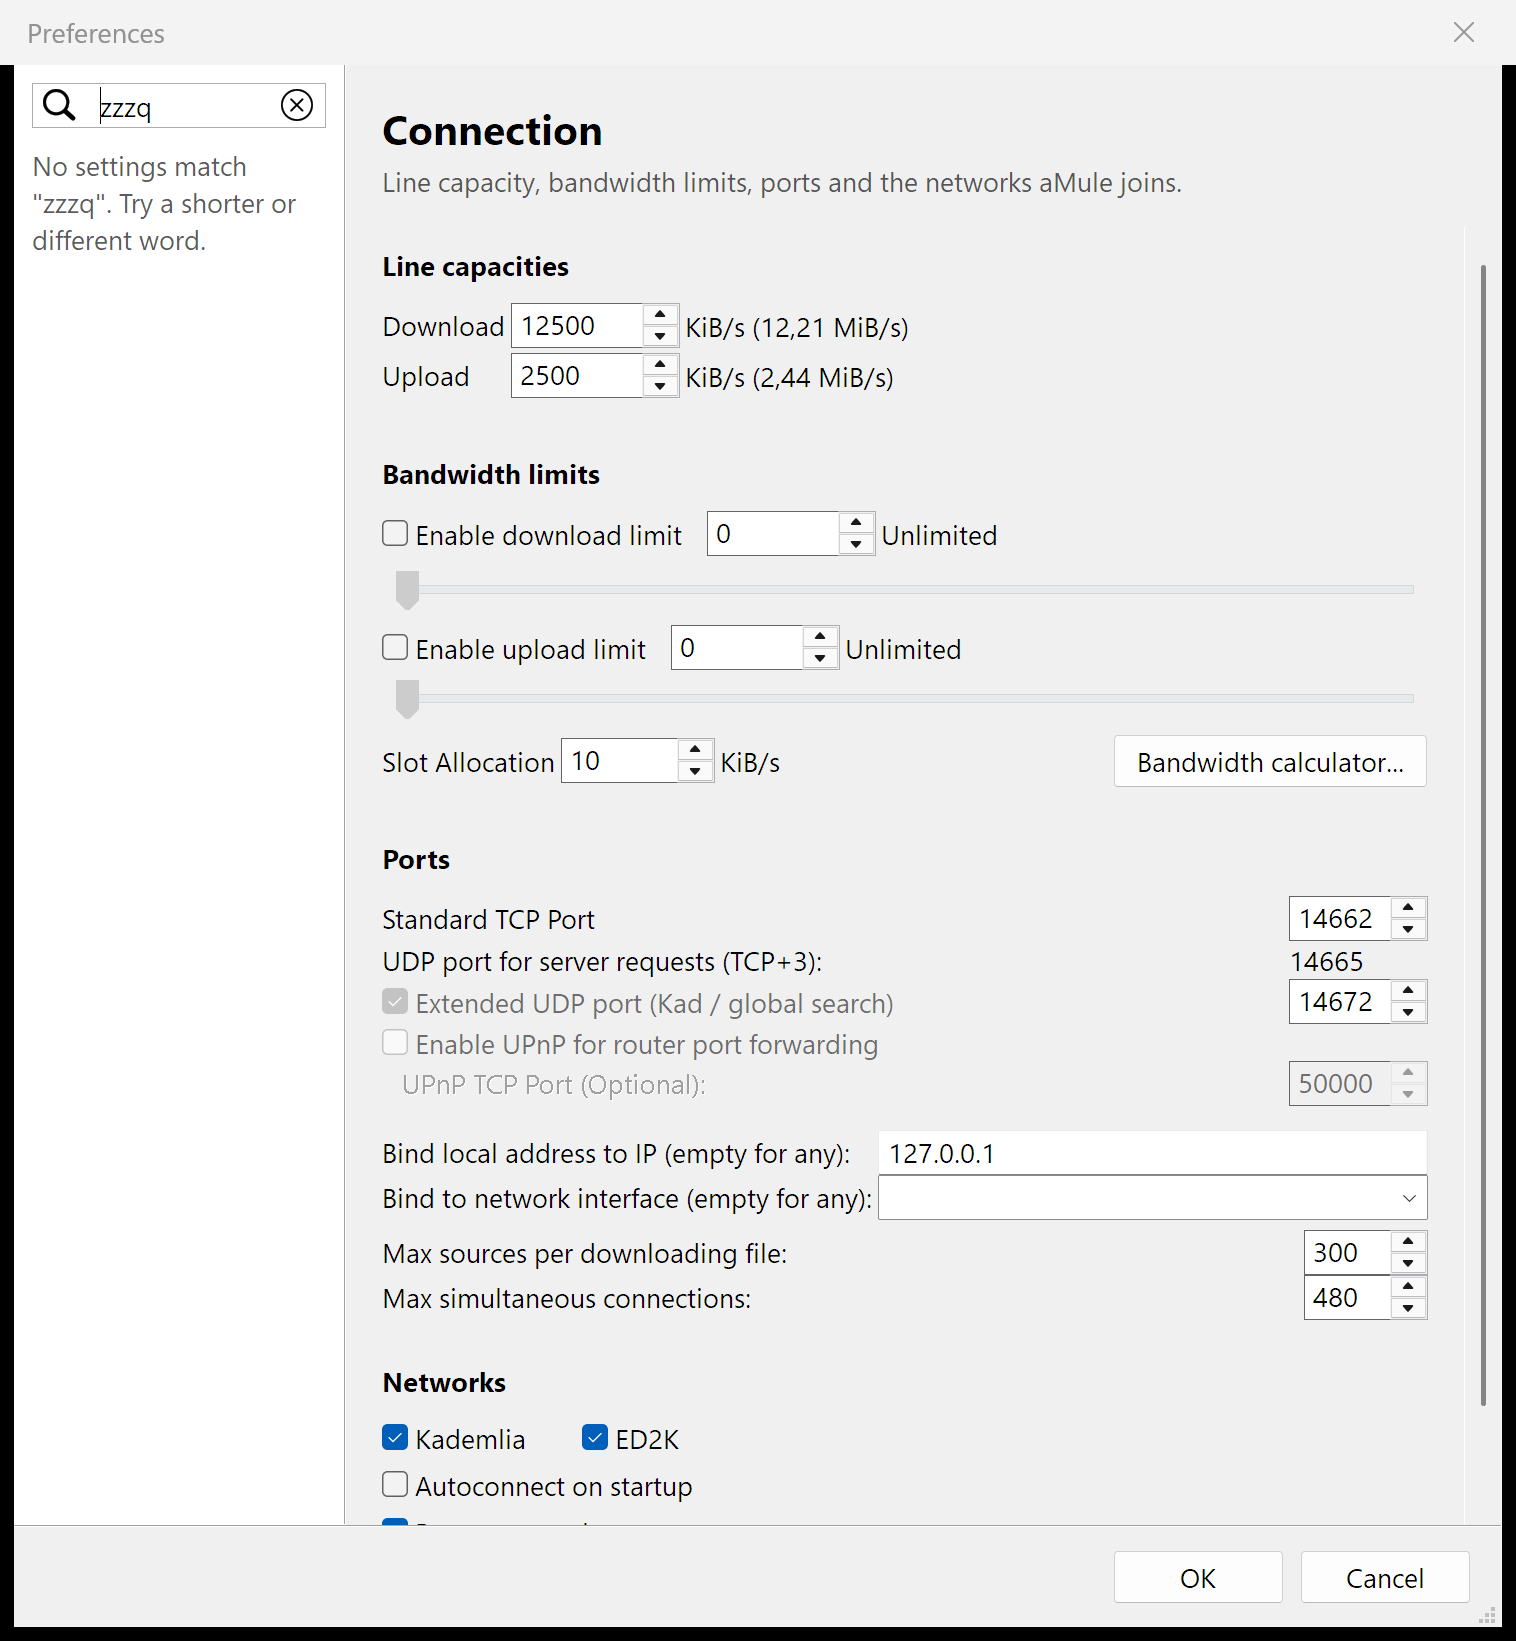 Preferences
zzzq
No settings match
"zzzq". Try a shorter or
different word.
Connection
Line capacity, bandwidth limits, ports and the networks aMule joins.
Line capacities
Download 12500 KiB/s (12,21 MiB/s)
Upload 2500 KiB/s (2,44 MiB/s)
Bandwidth limits
Enable download limit 0 Unlimited
Enable upload limit 0 Unlimited
Slot Allocation 10 KiB/s Bandwidth calculator...
Ports
Standard TCP Port 14662
UDP port for server requests (TCP+3): 14665
Extended UDP port (Kad / global search) 14672
Enable UPnP for router port forwarding
UPnP TCP Port (Optional): 50000
Bind local address to IP (empty for any): 127.0.0.1
Bind to network interface (empty for any):
Max sources per downloading file: 300
Max simultaneous connections: 480
Networks
Kademlia ED2K
Autoconnect on startup
OK Cancel